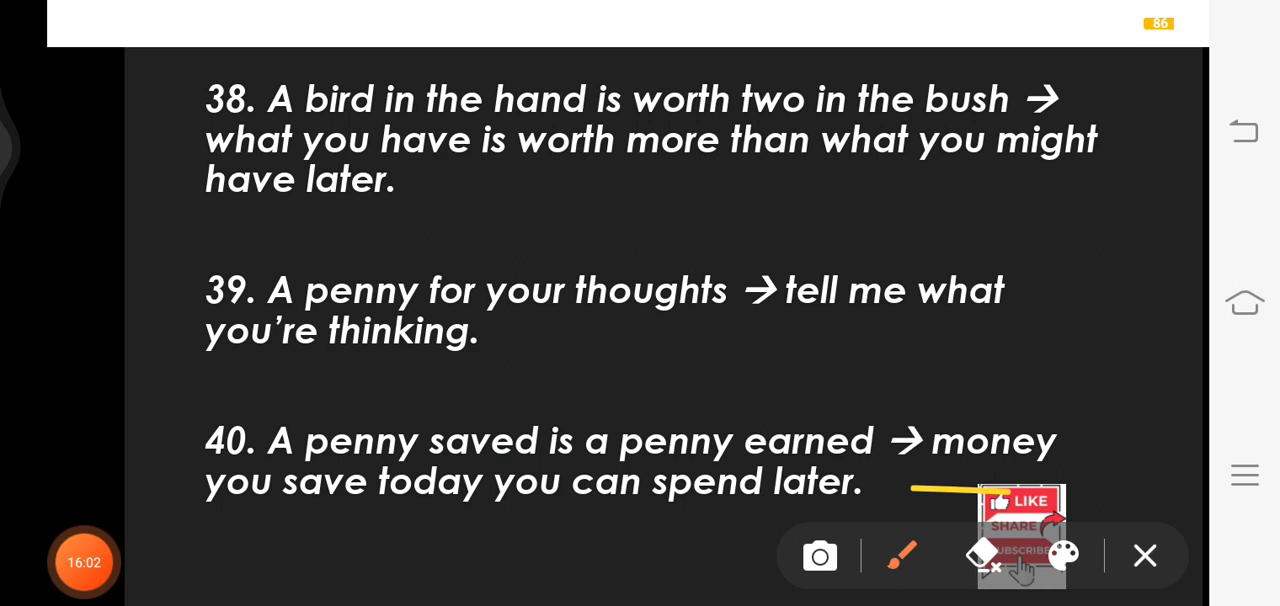 86
38. A bird in the hand is worth two in the bush →
what you have is worth more than what you might
have later.
39. A penny for your thoughts → tell me what
you’re thinking.
40. A penny saved is a penny earned → money
you save today you can spend later.
LIKE
SHARE
UBSCRIBE
16:02